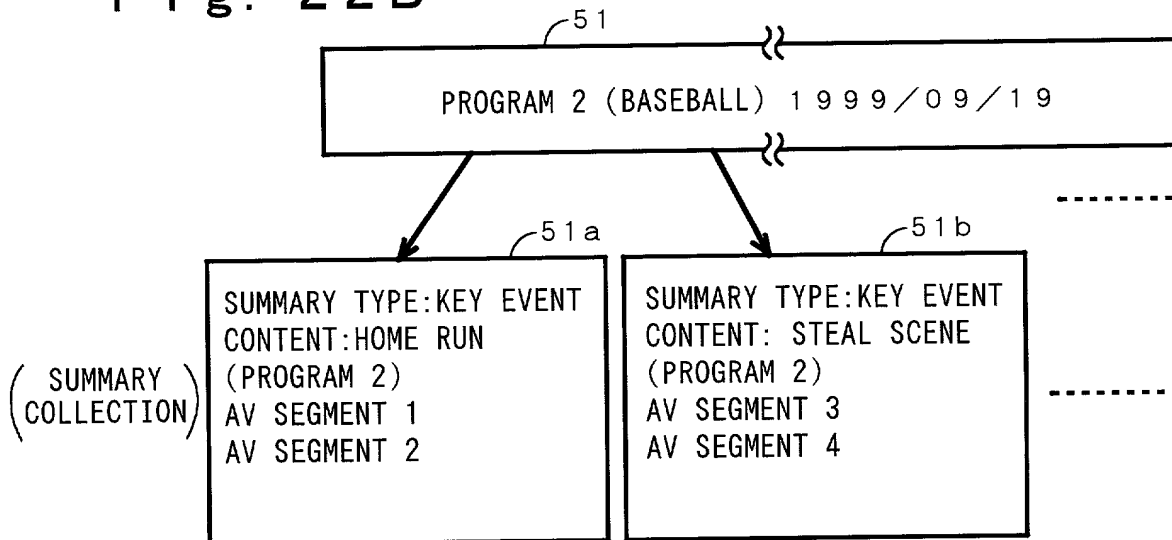 Fig. 22B
51
PROGRAM 2 (BASEBALL) 1999/09/19
51a
SUMMARY TYPE:KEY EVENT
CONTENT:HOME RUN
(PROGRAM 2)
AV SEGMENT 1
AV SEGMENT 2
51b
SUMMARY TYPE:KEY EVENT
CONTENT: STEAL SCENE
(PROGRAM 2)
AV SEGMENT 3
AV SEGMENT 4
(SUMMARY
COLLECTION)